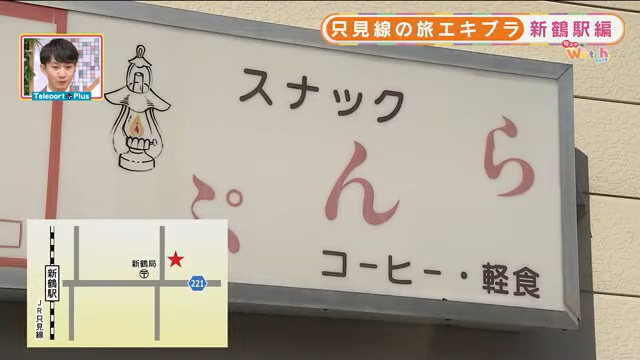 只見線の旅エキブラ 新鶴駅編
Watch
Teleport Plus
スナック
ぷんら
コーヒー・軽食
新鶴局
新鶴駅
221
JR只見線